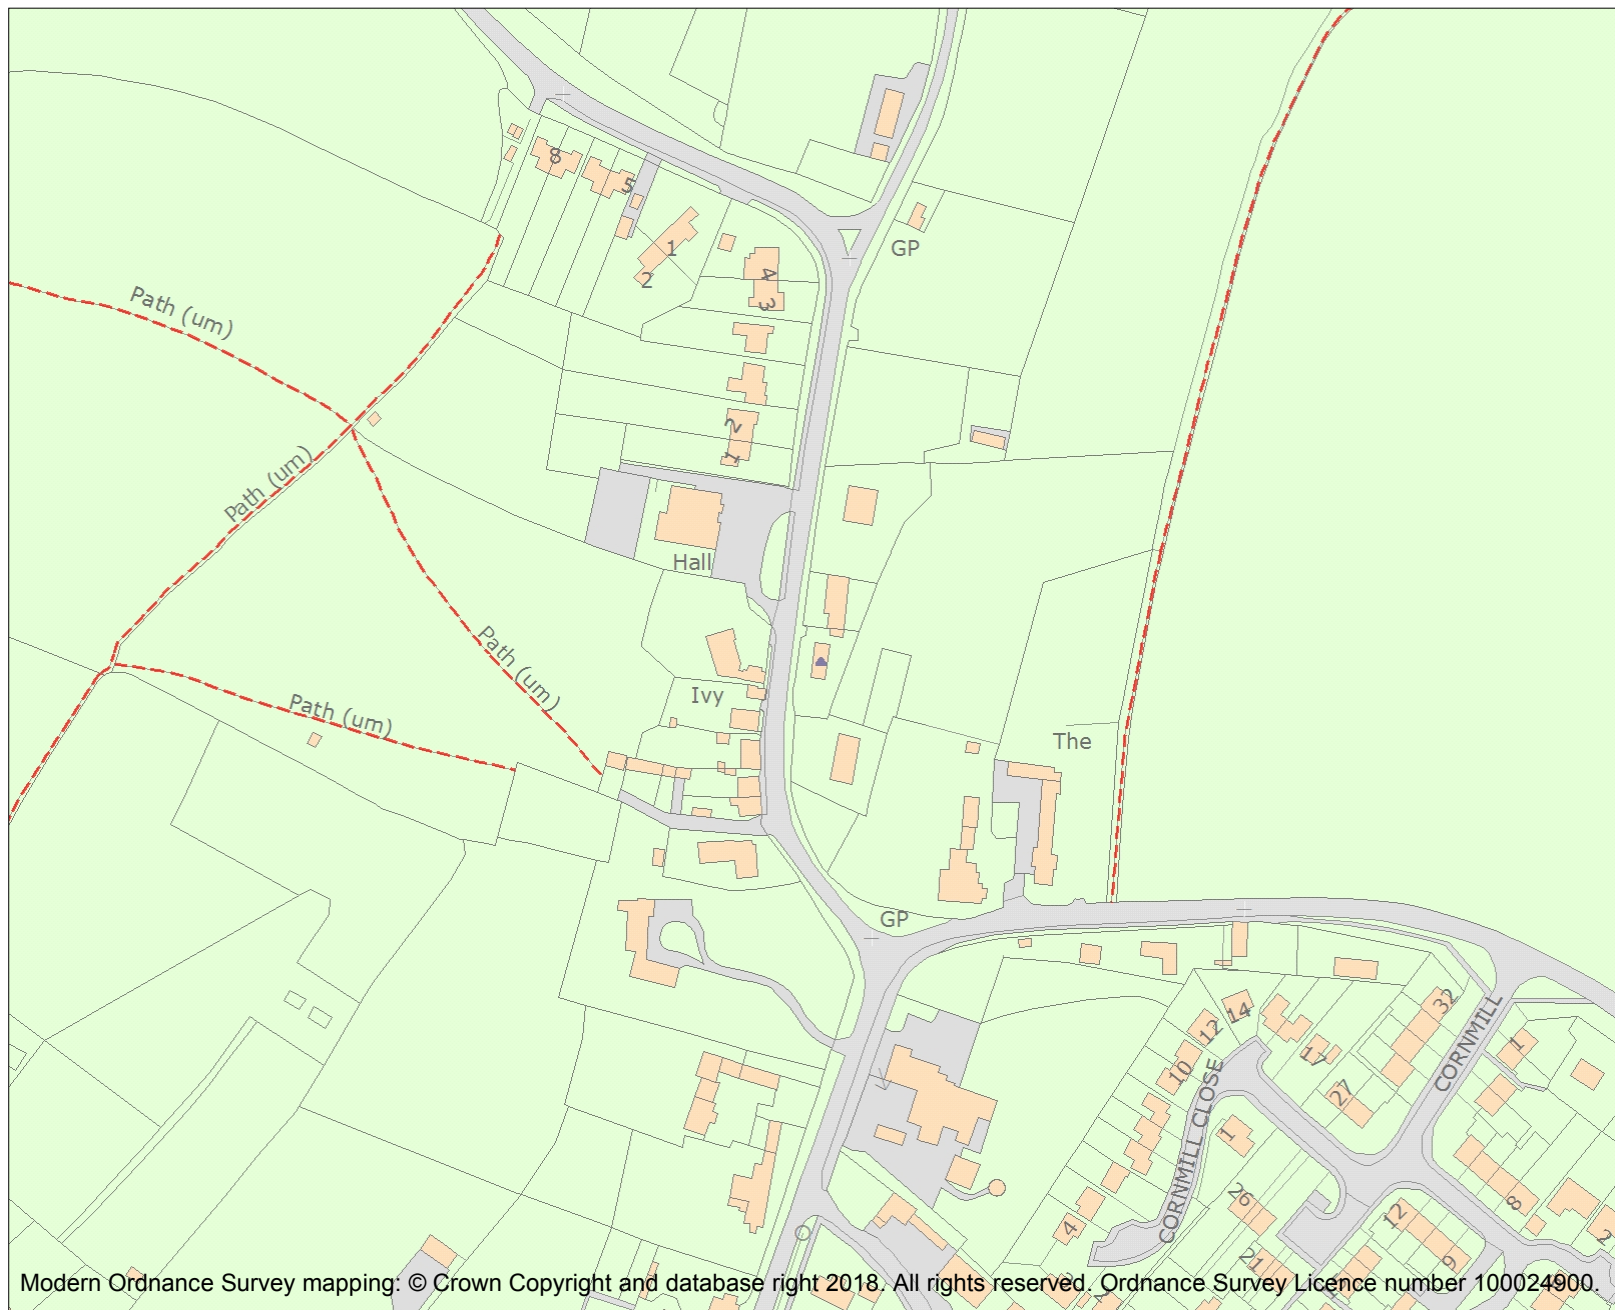 8
5
1
2
4
3
GP
Path (um)
2
1
Path (um)
Hall
Path (um)
Ivy
Path (um)
The
GP
32
14
12
10
17
27
1
1
CORNMILL
CORNMILL CLOSE
26
4
21
12
9
8
2
Modern Ordnance Survey mapping: © Crown Copyright and database right 2018. All rights reserved. Ordnance Survey Licence number 100024900.